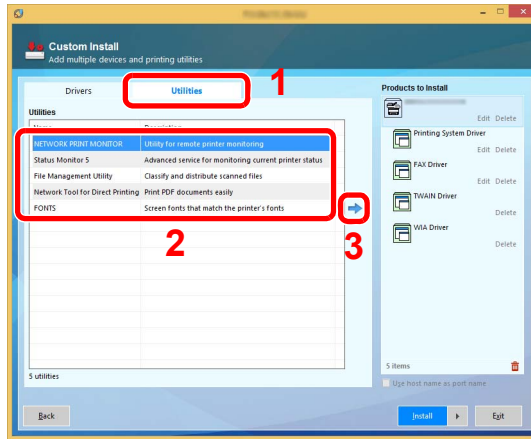 Custom Install
Add multiple devices and printing utilities
1
Drivers
Utilities
Products to Install
Utilities
Edit Delete
NETWORK PRINT MONITOR Utility for remote printer monitoring
Status Monitor 5 Advanced service for monitoring current printer status
File Management Utility Classify and distribute scanned files
Network Tool for Direct Printing Print PDF documents easily
FONTS Screen fonts that match the printer's fonts
2
3
Printing System Driver
Edit Delete
FAX Driver
Edit Delete
TWAIN Driver
Delete
WIA Driver
Delete
5 utilities
5 items
Use host name as port name
Back
Install
Exit